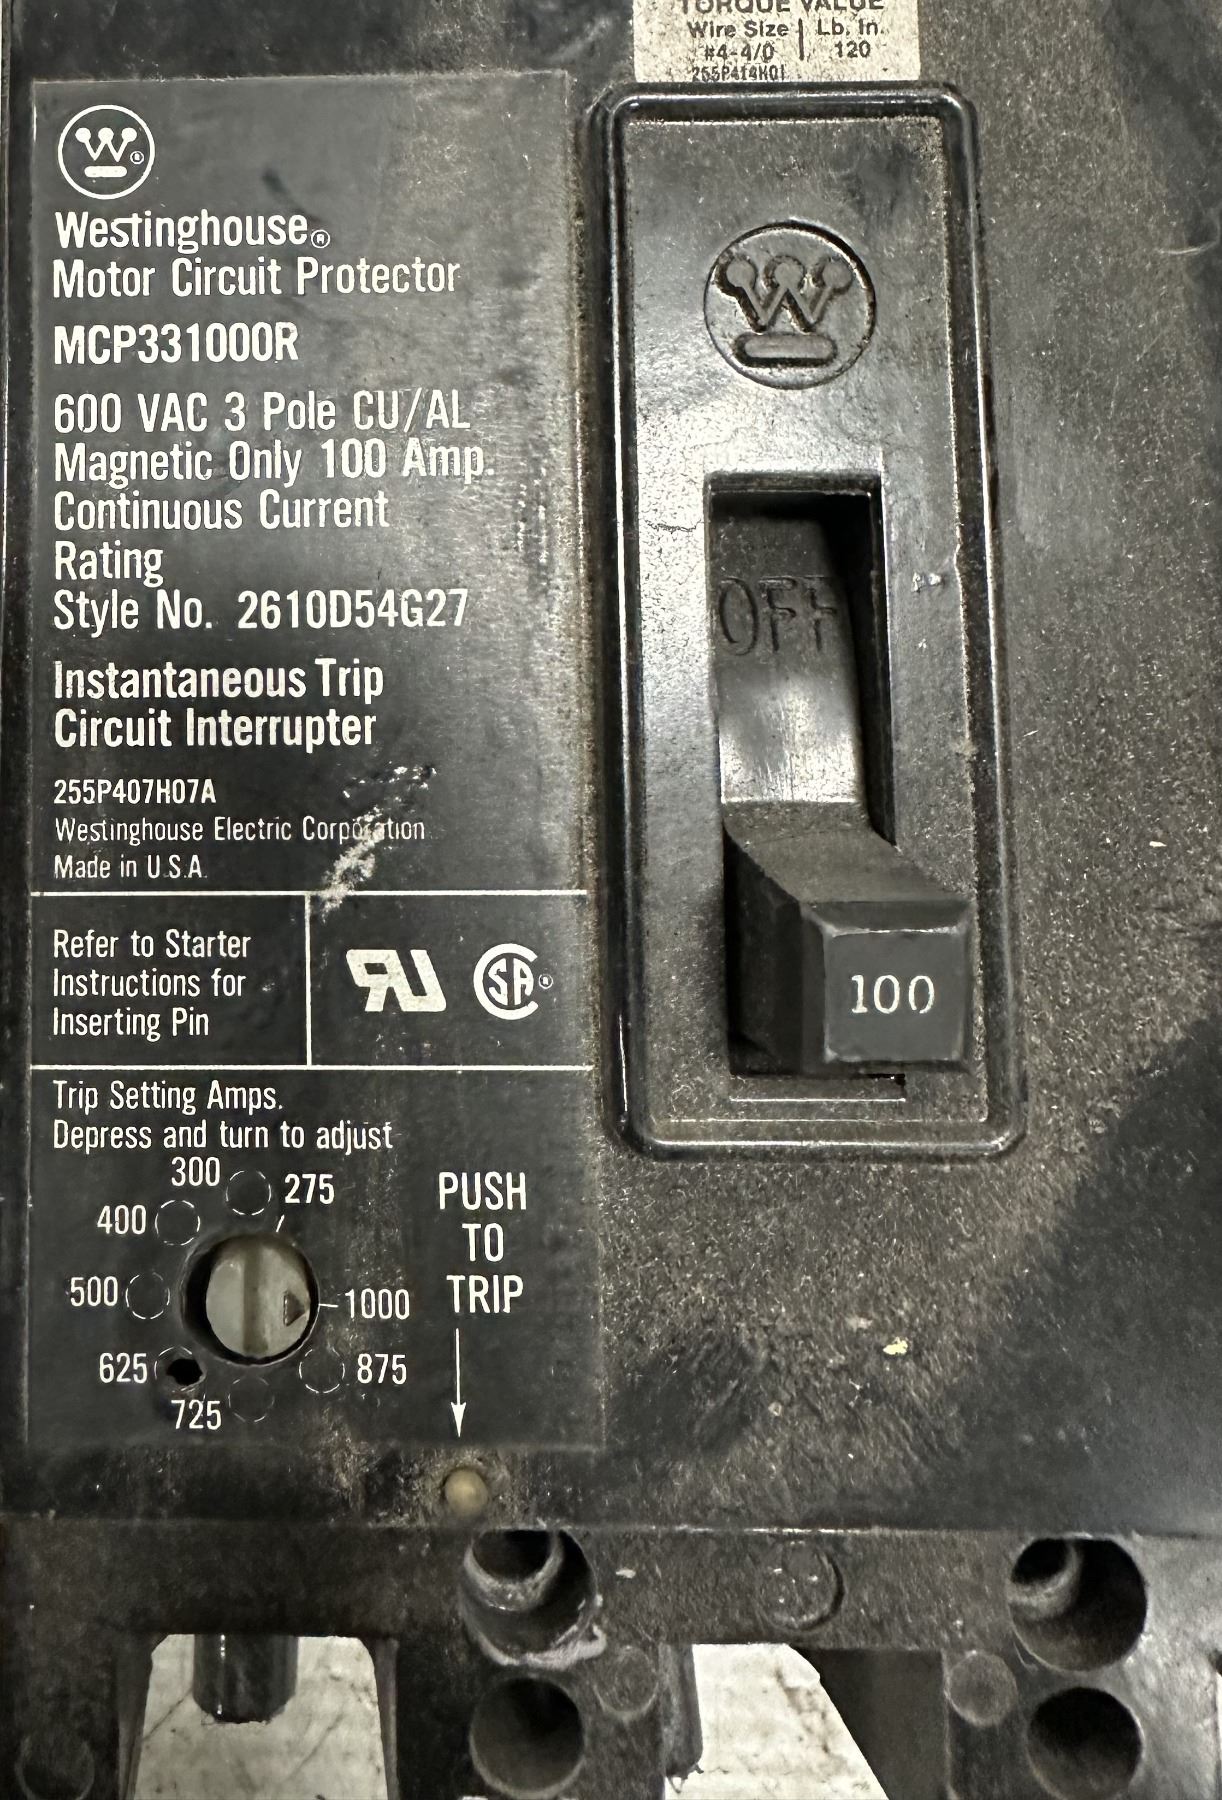 TORQUE VALUE
Wire Size | Lb. In.
#4-4/0 | 120
255P414H01
W®
Westinghouse®
Motor Circuit Protector
MCP331000R
600 VAC 3 Pole CU/AL
Magnetic Only 100 Amp.
Continuous Current
Rating
Style No. 2610D54G27
Instantaneous Trip
Circuit Interrupter
255P407H07A
Westinghouse Electric Corporation
Made in U.S.A.
Refer to Starter
Instructions for
Inserting Pin
UR SA®
Trip Setting Amps.
Depress and turn to adjust
300
275
400
500
1000
625
875
725
PUSH
TO
TRIP
W
OFF
100